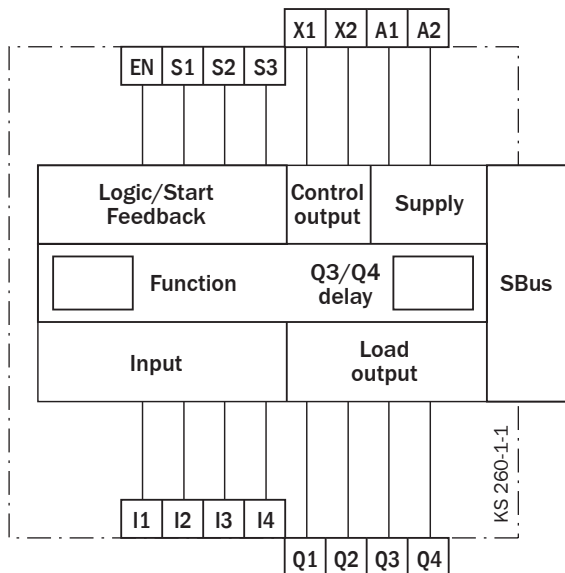 X1 X2 A1 A2
EN S1 S2 S3
Logic/Start
Feedback
Control
output
Supply
Function
Q3/Q4
delay
SBus
Input
Load
output
KS 260-1-1
I1 I2 I3 I4
Q1 Q2 Q3 Q4